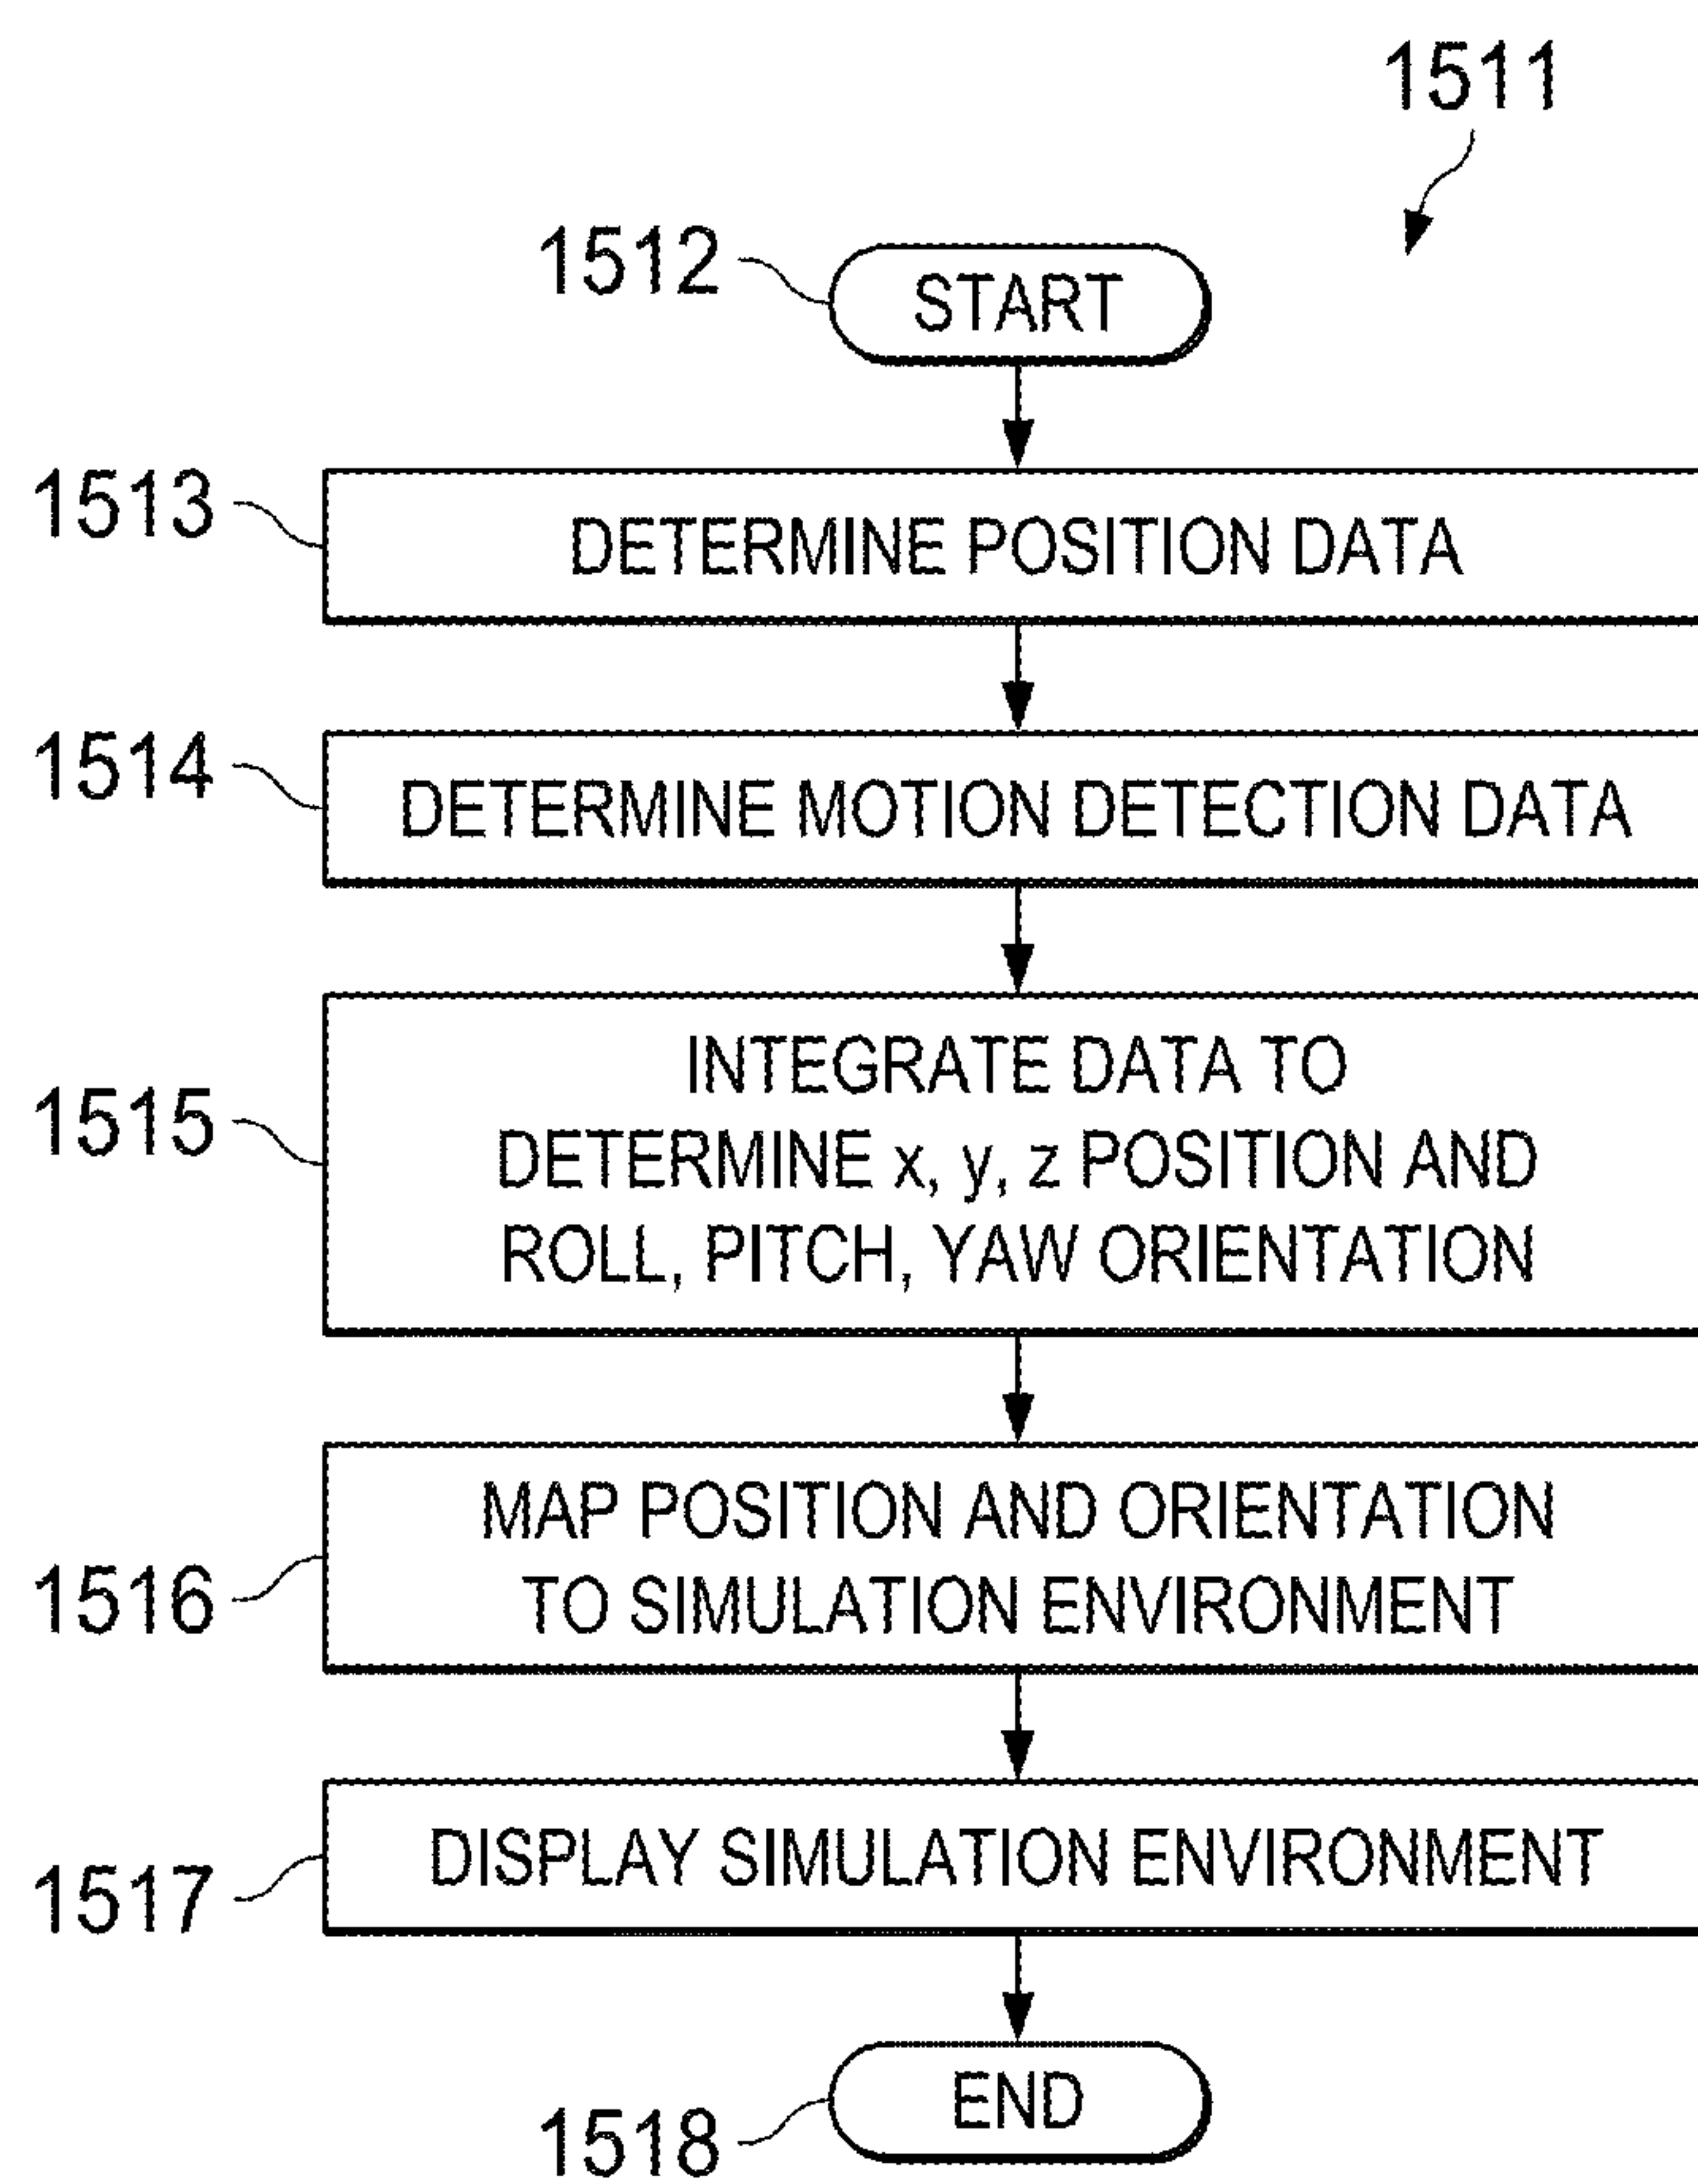 1511
1512
START
1513
DETERMINE POSITION DATA
1514
DETERMINE MOTION DETECTION DATA
1515
INTEGRATE DATA TO
DETERMINE x, y, z POSITION AND
ROLL, PITCH, YAW ORIENTATION
1516
MAP POSITION AND ORIENTATION
TO SIMULATION ENVIRONMENT
1517
DISPLAY SIMULATION ENVIRONMENT
1518
END